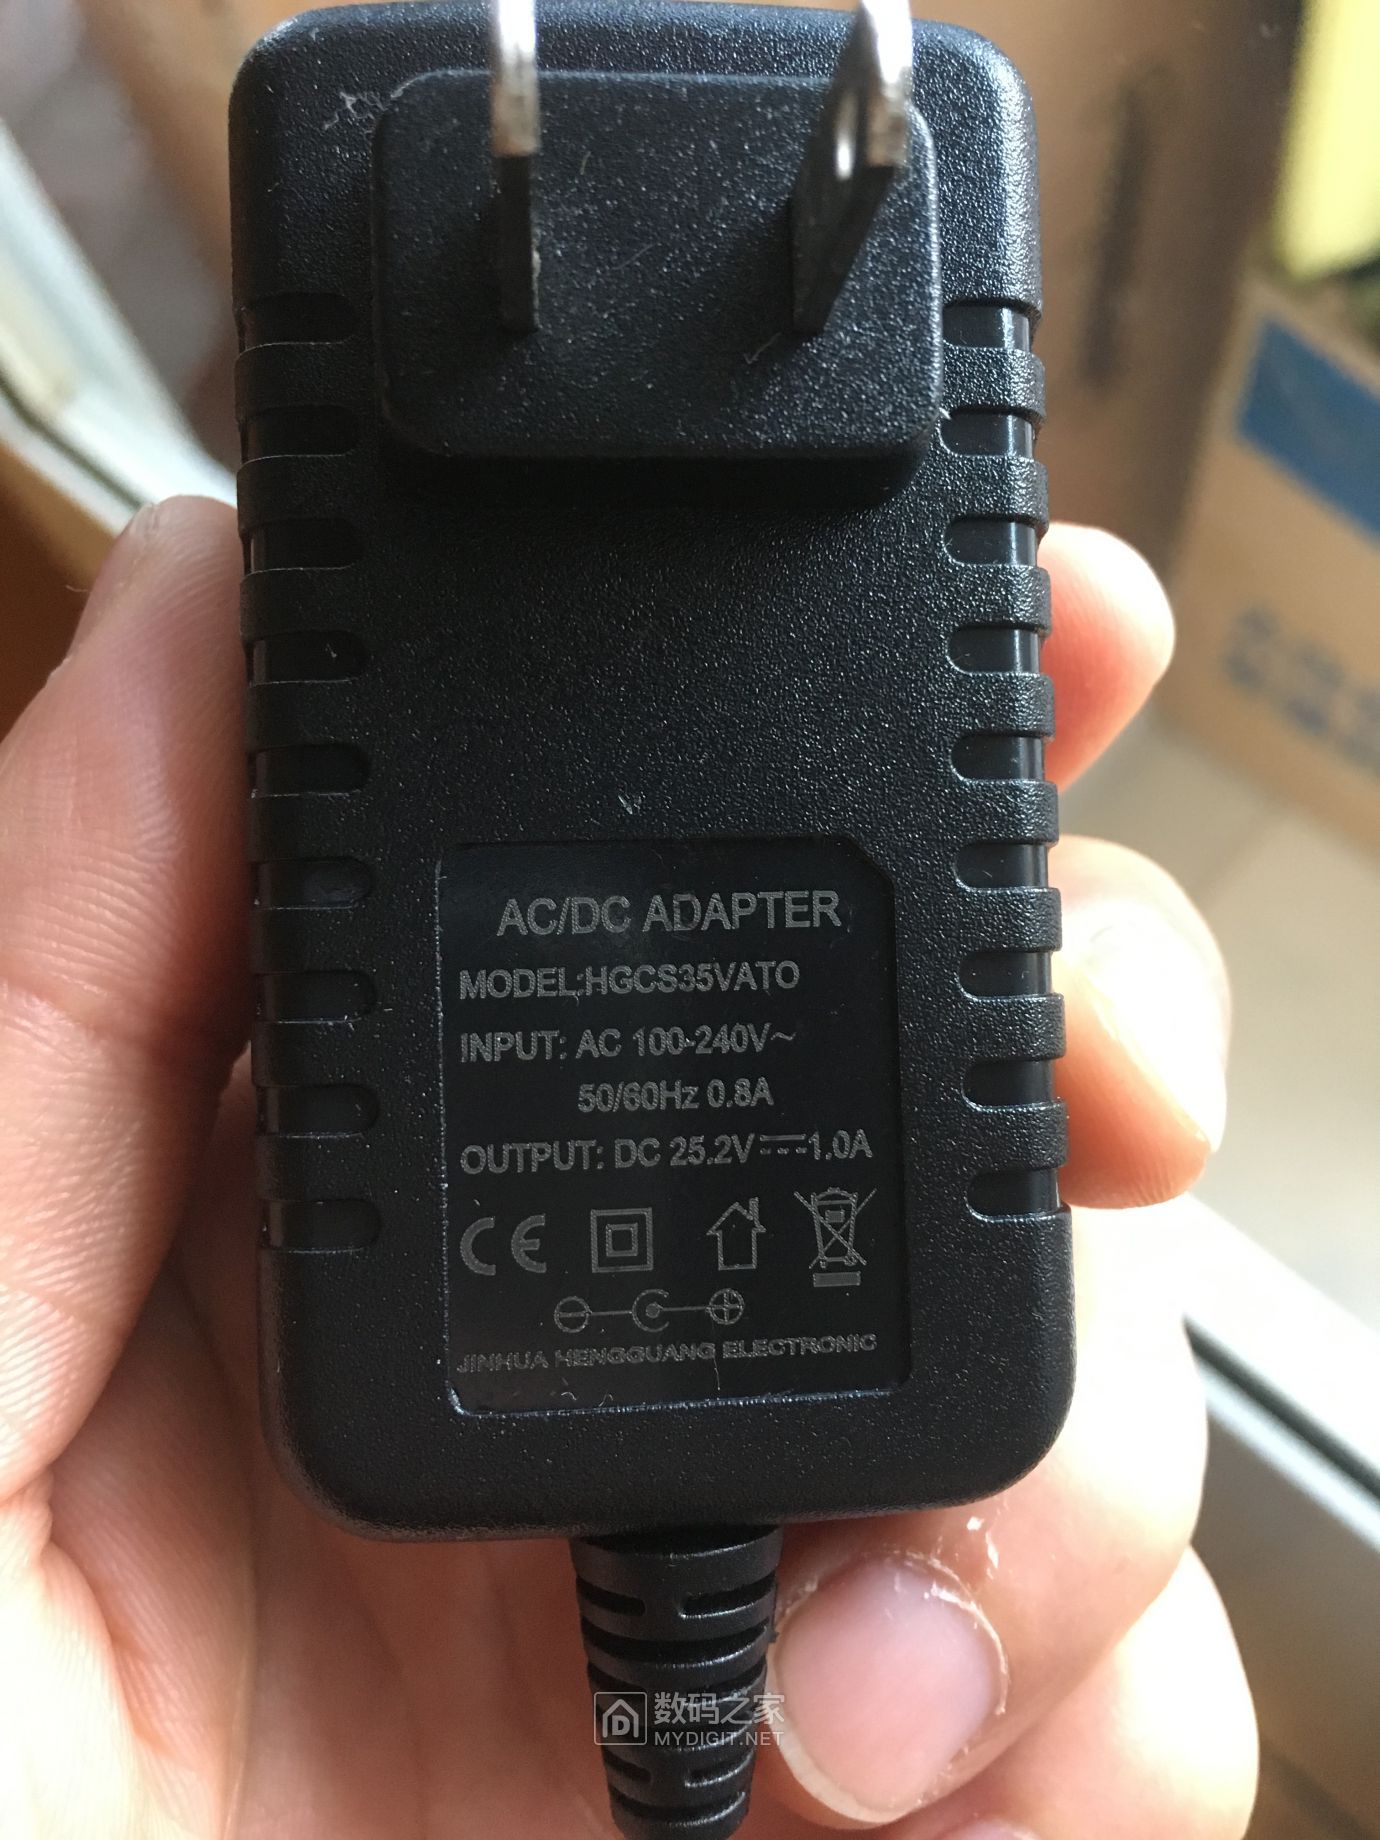 AC/DC ADAPTER
MODEL:HGCS35VATO
INPUT: AC 100-240V~
50/60Hz 0.8A
OUTPUT: DC 25.2V⎓1.0A
CE
JINHUA HENGGUANG ELECTRONIC
数码之家
MYDIGIT.NET